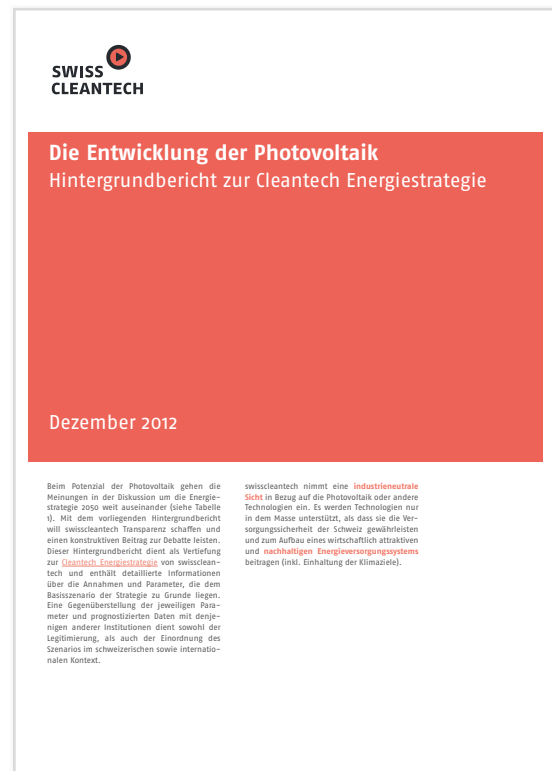 SWISS
CLEANTECH
Die Entwicklung der Photovoltaik
Hintergrundbericht zur Cleantech Energiestrategie
Dezember 2012
Beim Potenzial der Photovoltaik gehen die
Meinungen in der Diskussion um die Energie-
strategie 2050 weit auseinander (siehe Tabelle
1). Mit dem vorliegenden Hintergrundbericht
will swisscleantech Transparenz schaffen und
einen konstruktiven Beitrag zur Debatte leisten.
Dieser Hintergrundbericht dient als Vertiefung
zur Cleantech Energiestrategie von swissclean-
tech und enthält detaillierte Informationen
über die Annahmen und Parameter, die dem
Basisszenario der Strategie zu Grunde liegen.
Eine Gegenüberstellung der jeweiligen Para-
meter und prognostizierten Daten mit denje-
nigen anderer Institutionen dient sowohl der
Legitimierung, als auch der Einordnung des
Szenarios im schweizerischen sowie internatio-
nalen Kontext.
swisscleantech nimmt eine industrieneutrale
Sicht in Bezug auf die Photovoltaik oder andere
Technologien ein. Es werden Technologien nur
in dem Masse unterstützt, als dass sie die Ver-
sorgungssicherheit der Schweiz gewährleisten
und zum Aufbau eines wirtschaftlich attraktiven
und nachhaltigen Energieversorgungssystems
beitragen (inkl. Einhaltung der Klimaziele).